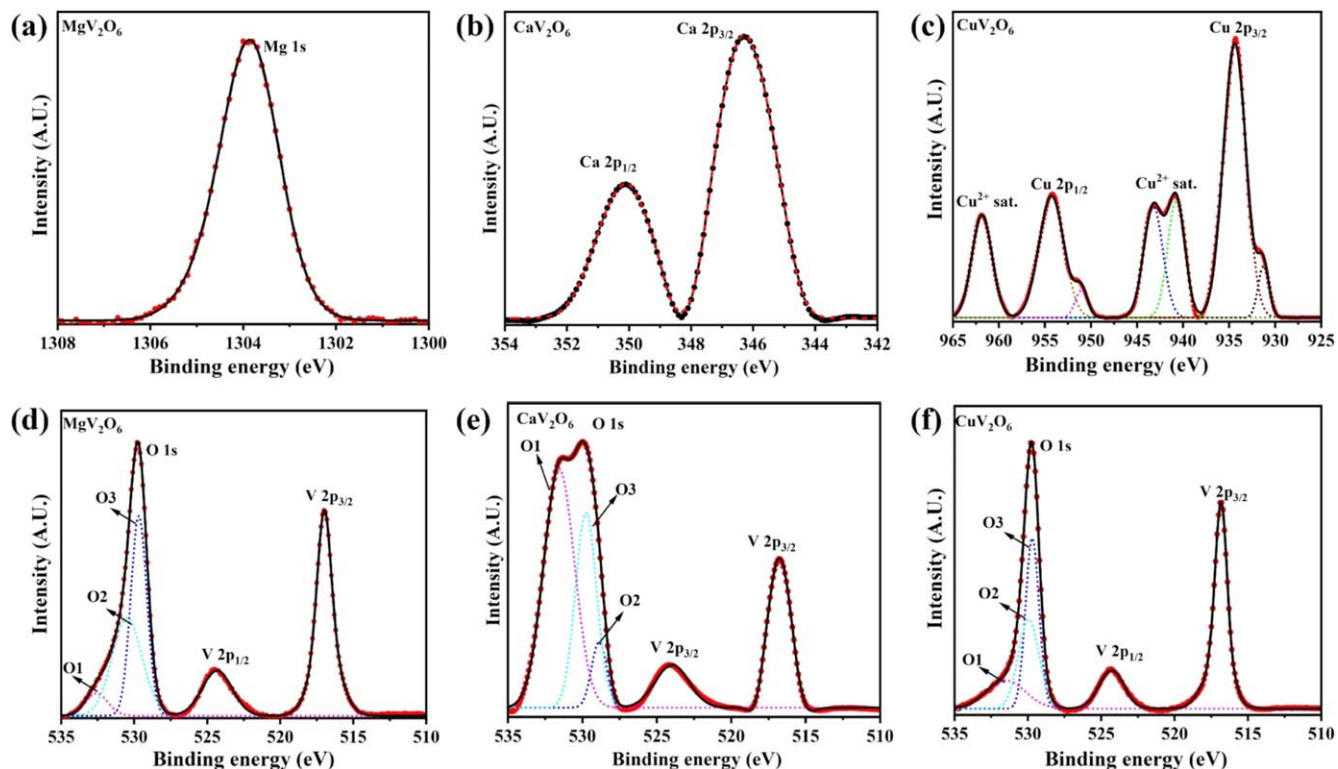 (a)
MgV₂O₆
Mg 1s
Intensity (A.U.)
1308 1306 1304 1302 1300
Binding energy (eV)
(b)
CaV₂O₆
Ca 2p₃/₂
Ca 2p₁/₂
Intensity (A.U.)
354 352 350 348 346 344 342
Binding energy (eV)
(c)
CuV₂O₆
Cu 2p₃/₂
Cu²⁺ sat.
Cu 2p₁/₂
Cu²⁺ sat.
Intensity (A.U.)
965 960 955 950 945 940 935 930 925
Binding energy (eV)
(d)
MgV₂O₆
O 1s
O3
V 2p₃/₂
O2
O1
V 2p₁/₂
Intensity (A.U.)
535 530 525 520 515 510
Binding energy (eV)
(e)
CaV₂O₆
O 1s
O1
O3
V 2p₃/₂
O2
V 2p₃/₂
Intensity (A.U.)
535 530 525 520 515 510
Binding energy (eV)
(f)
CuV₂O₆
O 1s
V 2p₃/₂
O3
O2
O1
V 2p₁/₂
Intensity (A.U.)
535 530 525 520 515 510
Binding energy (eV)